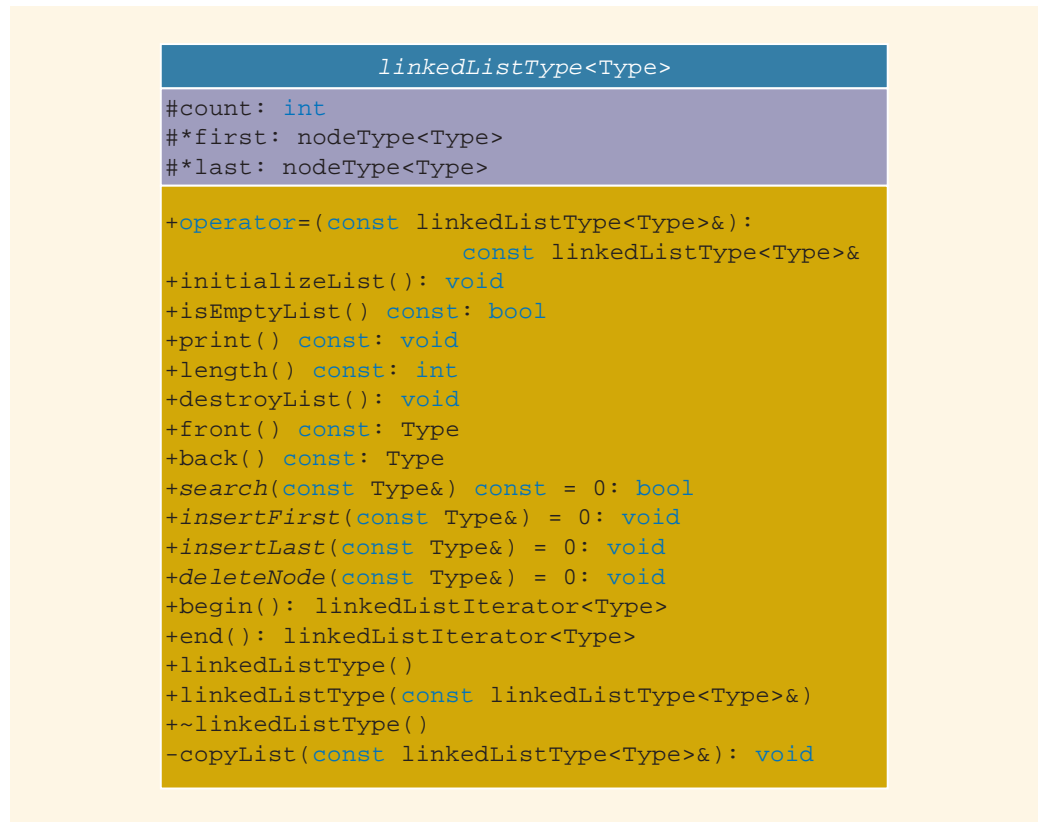 linkedListType<Type>
#count: int
#*first: nodeType<Type>
#*last: nodeType<Type>
+operator=(const linkedListType<Type>&):
const linkedListType<Type>&
+initializeList(): void
+isEmptyList() const: bool
+print() const: void
+length() const: int
+destroyList(): void
+front() const: Type
+back() const: Type
+search(const Type&) const = 0: bool
+insertFirst(const Type&) = 0: void
+insertLast(const Type&) = 0: void
+deleteNode(const Type&) = 0: void
+begin(): linkedListIterator<Type>
+end(): linkedListIterator<Type>
+linkedListType()
+linkedListType(const linkedListType<Type>&)
+~linkedListType()
-copyList(const linkedListType<Type>&): void